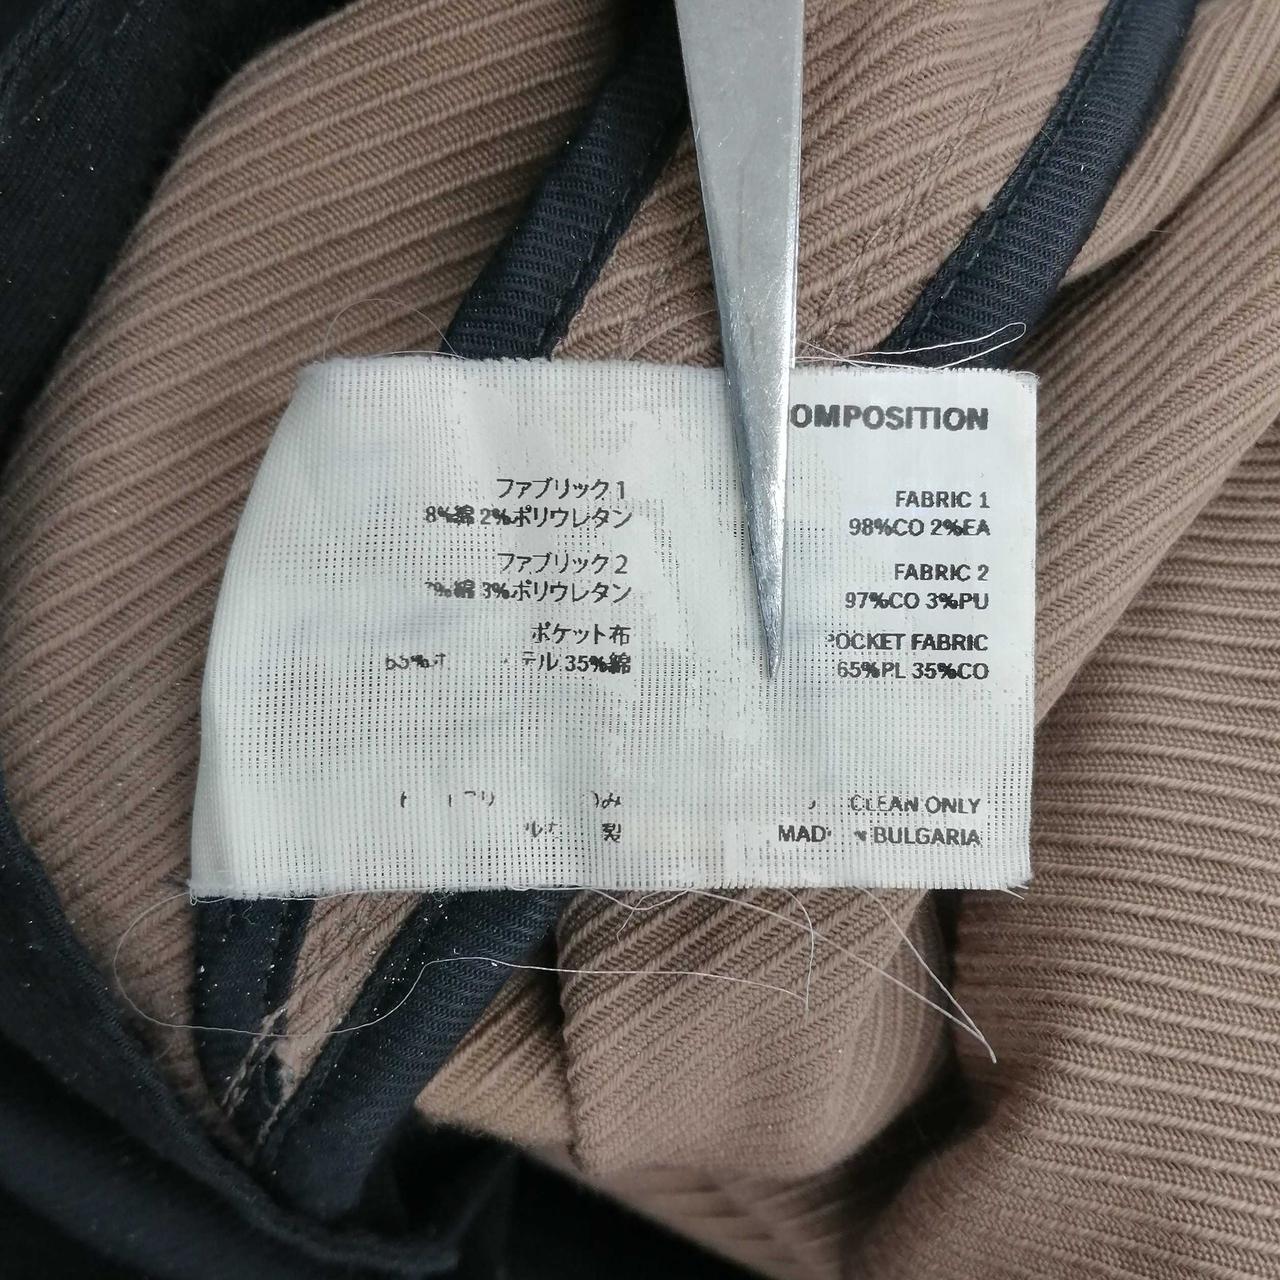 OMPOSITION
ファブリック1
8%綿 2%ポリウレタン
ファブリック2
%綿 3%ポリウレタン
ポケット布
65% テル 35%綿
FABRIC 1
98%CO 2%EA
FABRIC 2
97%CO 3%PU
POCKET FABRIC
65%PL 35%CO
CLEAN ONLY
MAD BULGARIA
製